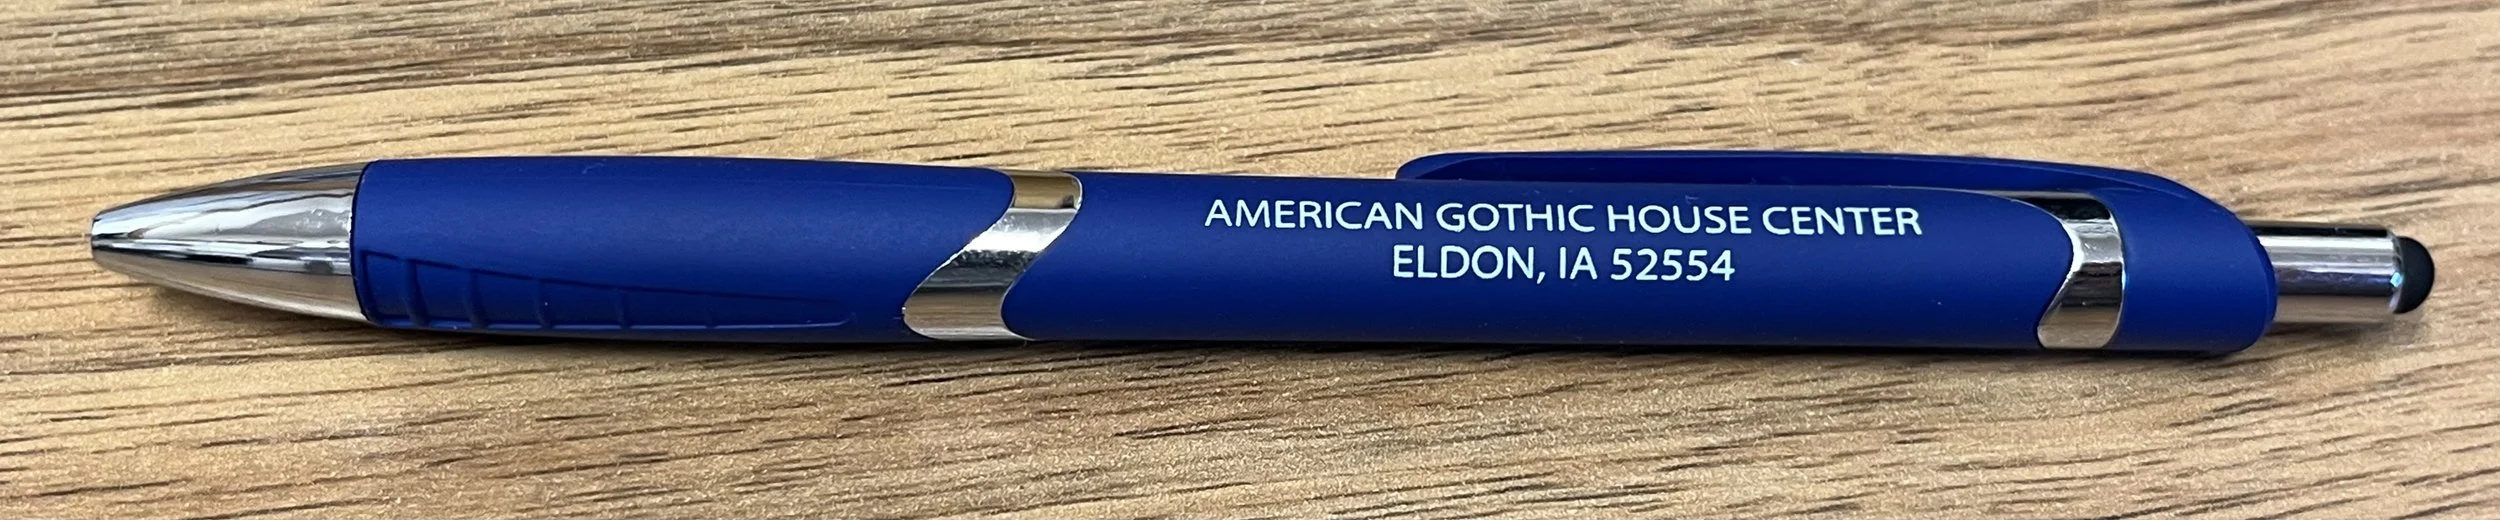 AMERICAN GOTHIC HOUSE CENTER
ELDON, IA 52554